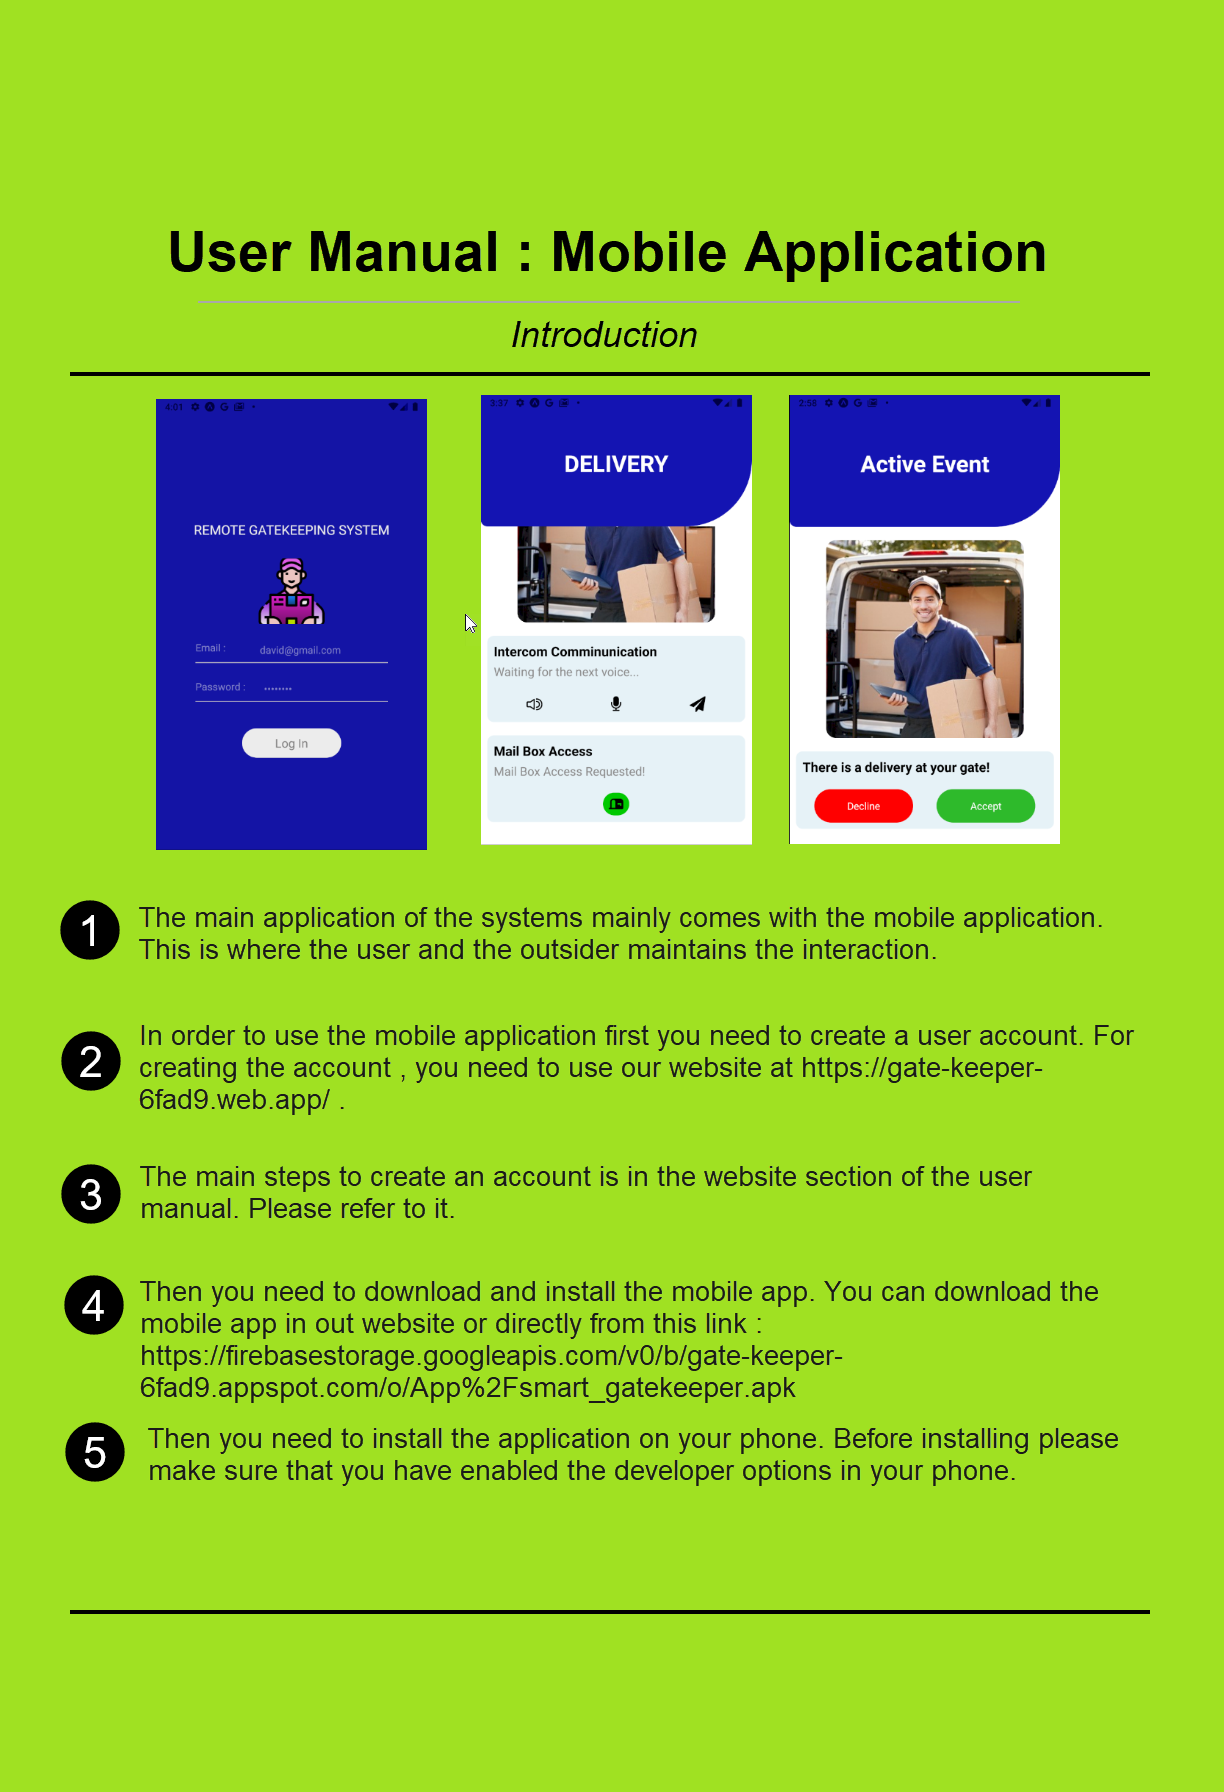 User Manual : Mobile Application
Introduction
4:01
REMOTE GATEKEEPING SYSTEM
Email :
david@gmail.com
Password :
••••••••
Log In
3:37
DELIVERY
Intercom Comminunication
Waiting for the next voice...
Mail Box Access
Mail Box Access Requested!
2:58
Active Event
There is a delivery at your gate!
Decline
Accept
1
The main application of the systems mainly comes with the mobile application.
This is where the user and the outsider maintains the interaction.
2
In order to use the mobile application first you need to create a user account. For
creating the account , you need to use our website at https://gate-keeper-
6fad9.web.app/ .
3
The main steps to create an account is in the website section of the user
manual. Please refer to it.
4
Then you need to download and install the mobile app. You can download the
mobile app in out website or directly from this link :
https://firebasestorage.googleapis.com/v0/b/gate-keeper-
6fad9.appspot.com/o/App%2Fsmart_gatekeeper.apk
5
Then you need to install the application on your phone. Before installing please
make sure that you have enabled the developer options in your phone.